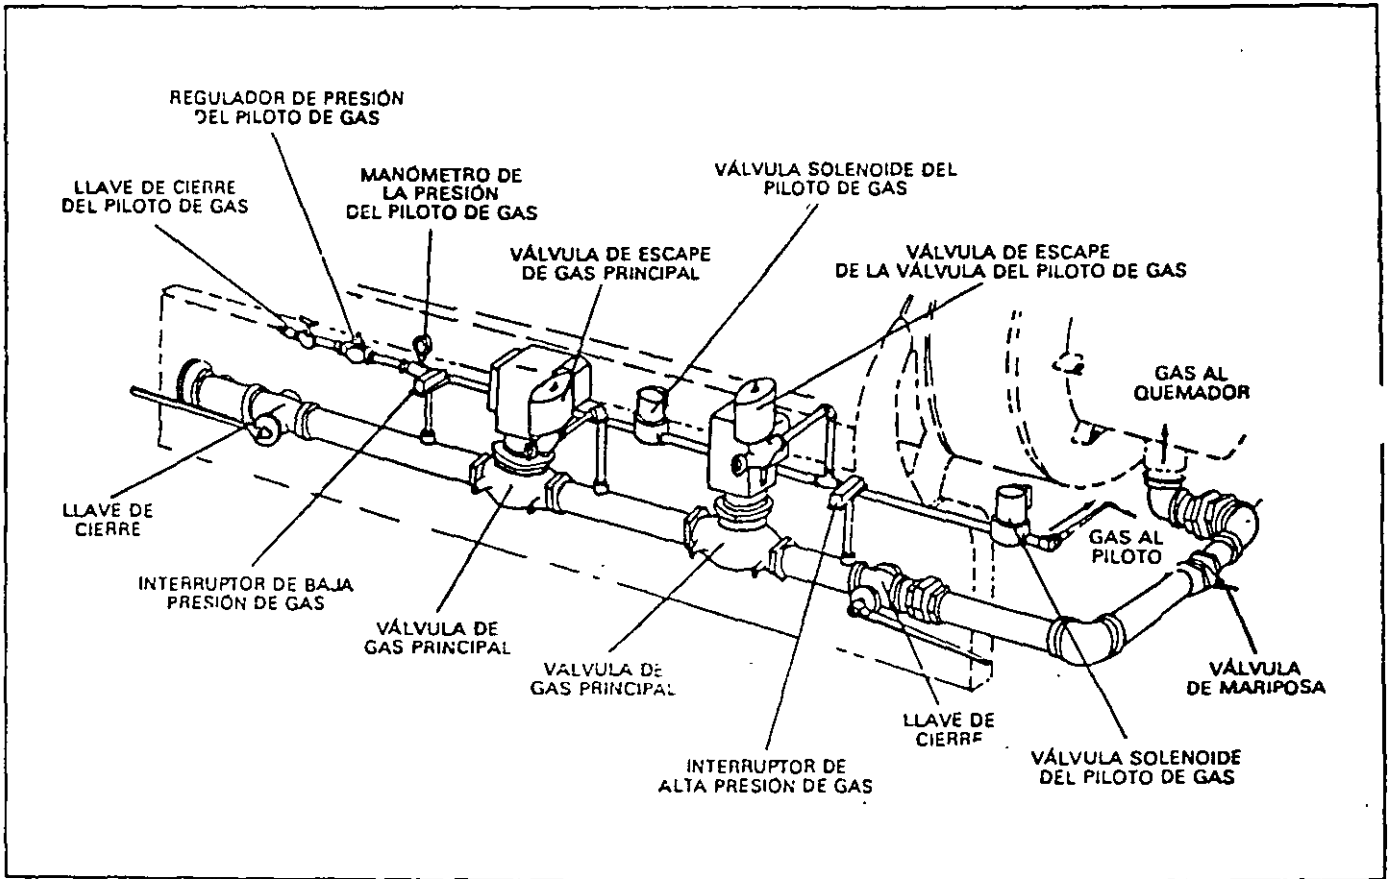 REGULADOR DE PRESIÓN
DEL PILOTO DE GAS
LLAVE DE CIERRE
DEL PILOTO DE GAS
MANÓMETRO DE
LA PRESIÓN
DEL PILOTO DE GAS
VÁLVULA SOLENOIDE DEL
PILOTO DE GAS
VÁLVULA DE ESCAPE
DE GAS PRINCIPAL
VÁLVULA DE ESCAPE
DE LA VÁLVULA DEL PILOTO DE GAS
GAS AL
QUEMADOR
LLAVE DE
CIERRE
GAS AL
PILOTO
INTERRUPTOR DE BAJA
PRESIÓN DE GAS
VÁLVULA DE
GAS PRINCIPAL
VALVULA DE
GAS PRINCIPAL
VÁLVULA
DE MARIPOSA
LLAVE DE
CIERRE
INTERRUPTOR DE
ALTA PRESIÓN DE GAS
VÁLVULA SOLENOIDE
DEL PILOTO DE GAS